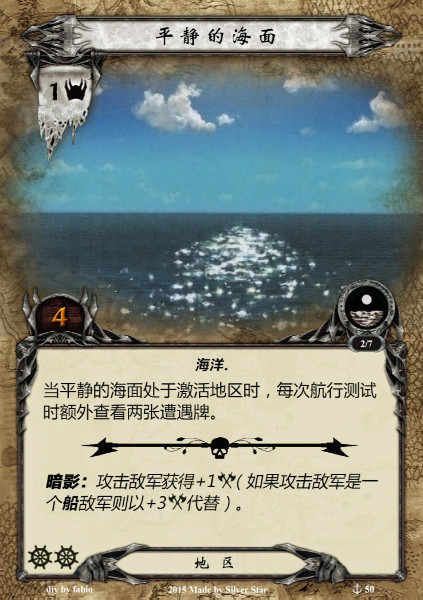 平静的海面
1
4
2/7
海洋.
当平静的海面处于激活地区时，每次航行测试
时额外查看两张遭遇牌。
暗影：攻击敌军获得+1（如果攻击敌军是一
个船敌军则以+3代替）。
地区
diy by fabio
2015 Made by Silver Star
50